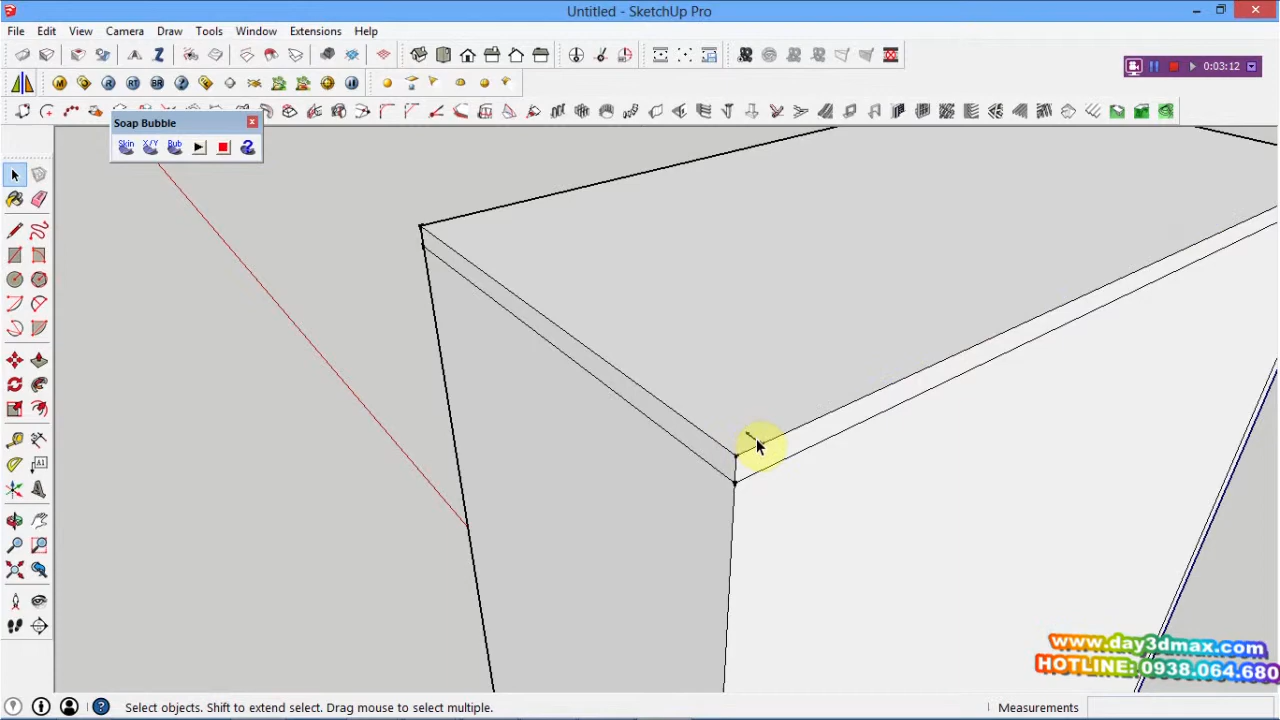 Untitled - SketchUp Pro
File Edit View Camera Draw Tools Window Extensions Help
00:03:12
Soap Bubble
Skin X/Y Bub
www.day3dmax.com
HOTLINE: 0938.064.680
Select objects. Shift to extend select. Drag mouse to select multiple.
Measurements